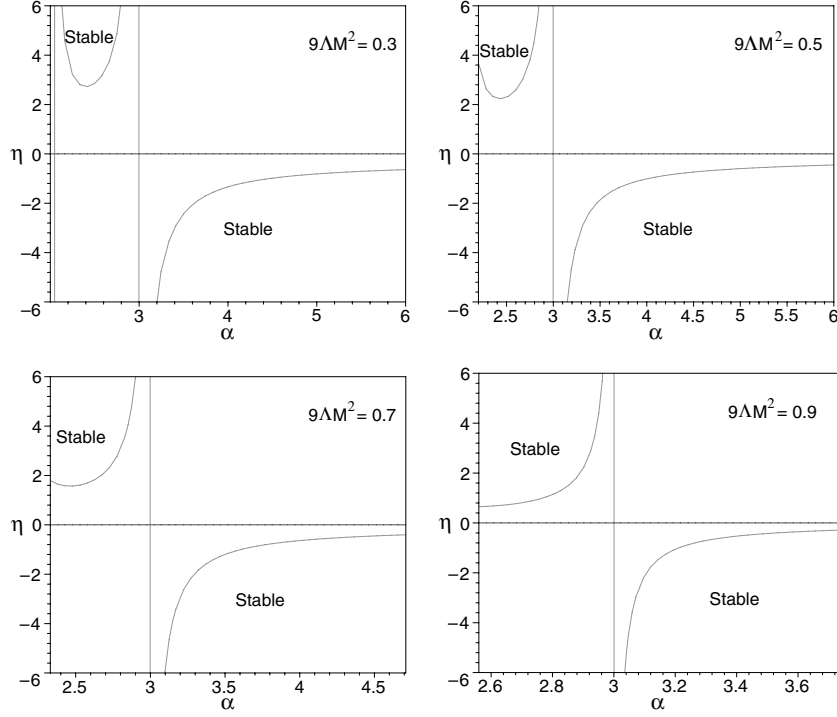 6
Stable
9ΛM² = 0.3
4
2
η 0
−2
Stable
−4
−6
3 4 5 6
α
6
Stable
9ΛM² = 0.5
4
2
η 0
−2
Stable
−4
−6
2.5 3 3.5 4 4.5 5 5.5 6
α
6
Stable
9ΛM² = 0.7
4
2
η 0
−2
Stable
−4
−6
2.5 3 3.5 4 4.5
α
6
Stable
9ΛM² = 0.9
4
2
η 0
−2
Stable
−4
−6
2.6 2.8 3 3.2 3.4 3.6
α